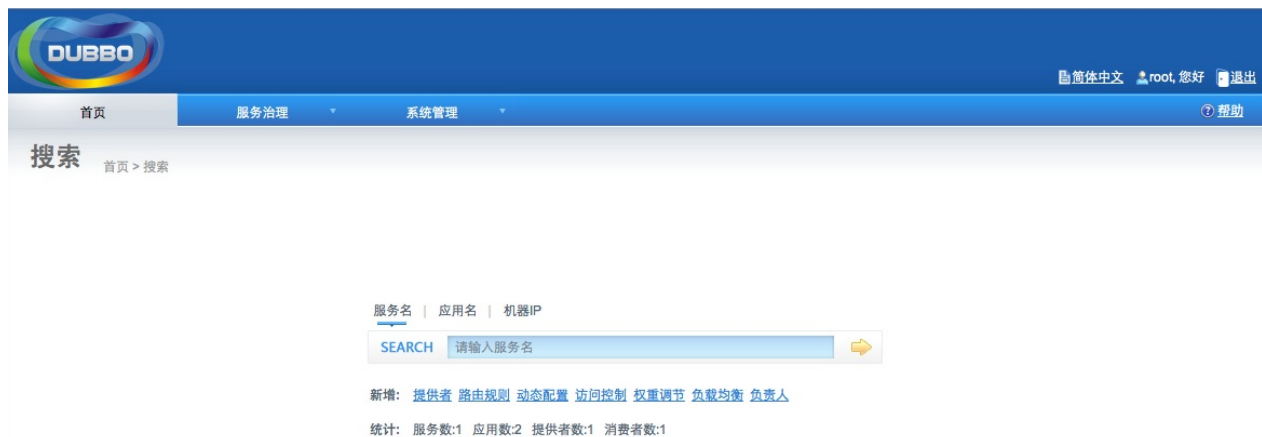 DUBBO
简体中文 root, 您好 退出
首页 服务治理 系统管理 帮助
搜索 首页 > 搜索
服务名 | 应用名 | 机器IP
SEARCH 请输入服务名
新增: 提供者 路由规则 动态配置 访问控制 权重调节 负载均衡 负责人
统计: 服务数:1 应用数:2 提供者数:1 消费者数:1